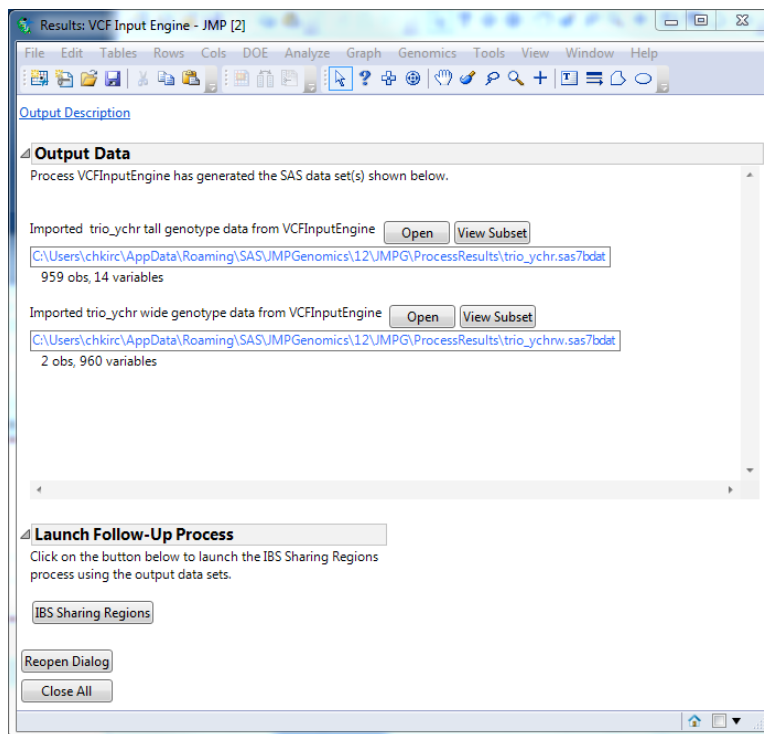 Results: VCF Input Engine - JMP [2]
File Edit Tables Rows Cols DOE Analyze Graph Genomics Tools View Window Help
Output Description
Output Data
Process VCFInputEngine has generated the SAS data set(s) shown below.
Imported trio_ychr tall genotype data from VCFInputEngine Open View Subset
C:\Users\chkirc\AppData\Roaming\SAS\JMPGenomics\12\JMPG\ProcessResults\trio_ychr.sas7bdat
959 obs, 14 variables
Imported trio_ychr wide genotype data from VCFInputEngine Open View Subset
C:\Users\chkirc\AppData\Roaming\SAS\JMPGenomics\12\JMPG\ProcessResults\trio_ychrw.sas7bdat
2 obs, 960 variables
Launch Follow-Up Process
Click on the button below to launch the IBS Sharing Regions
process using the output data sets.
IBS Sharing Regions
Reopen Dialog
Close All